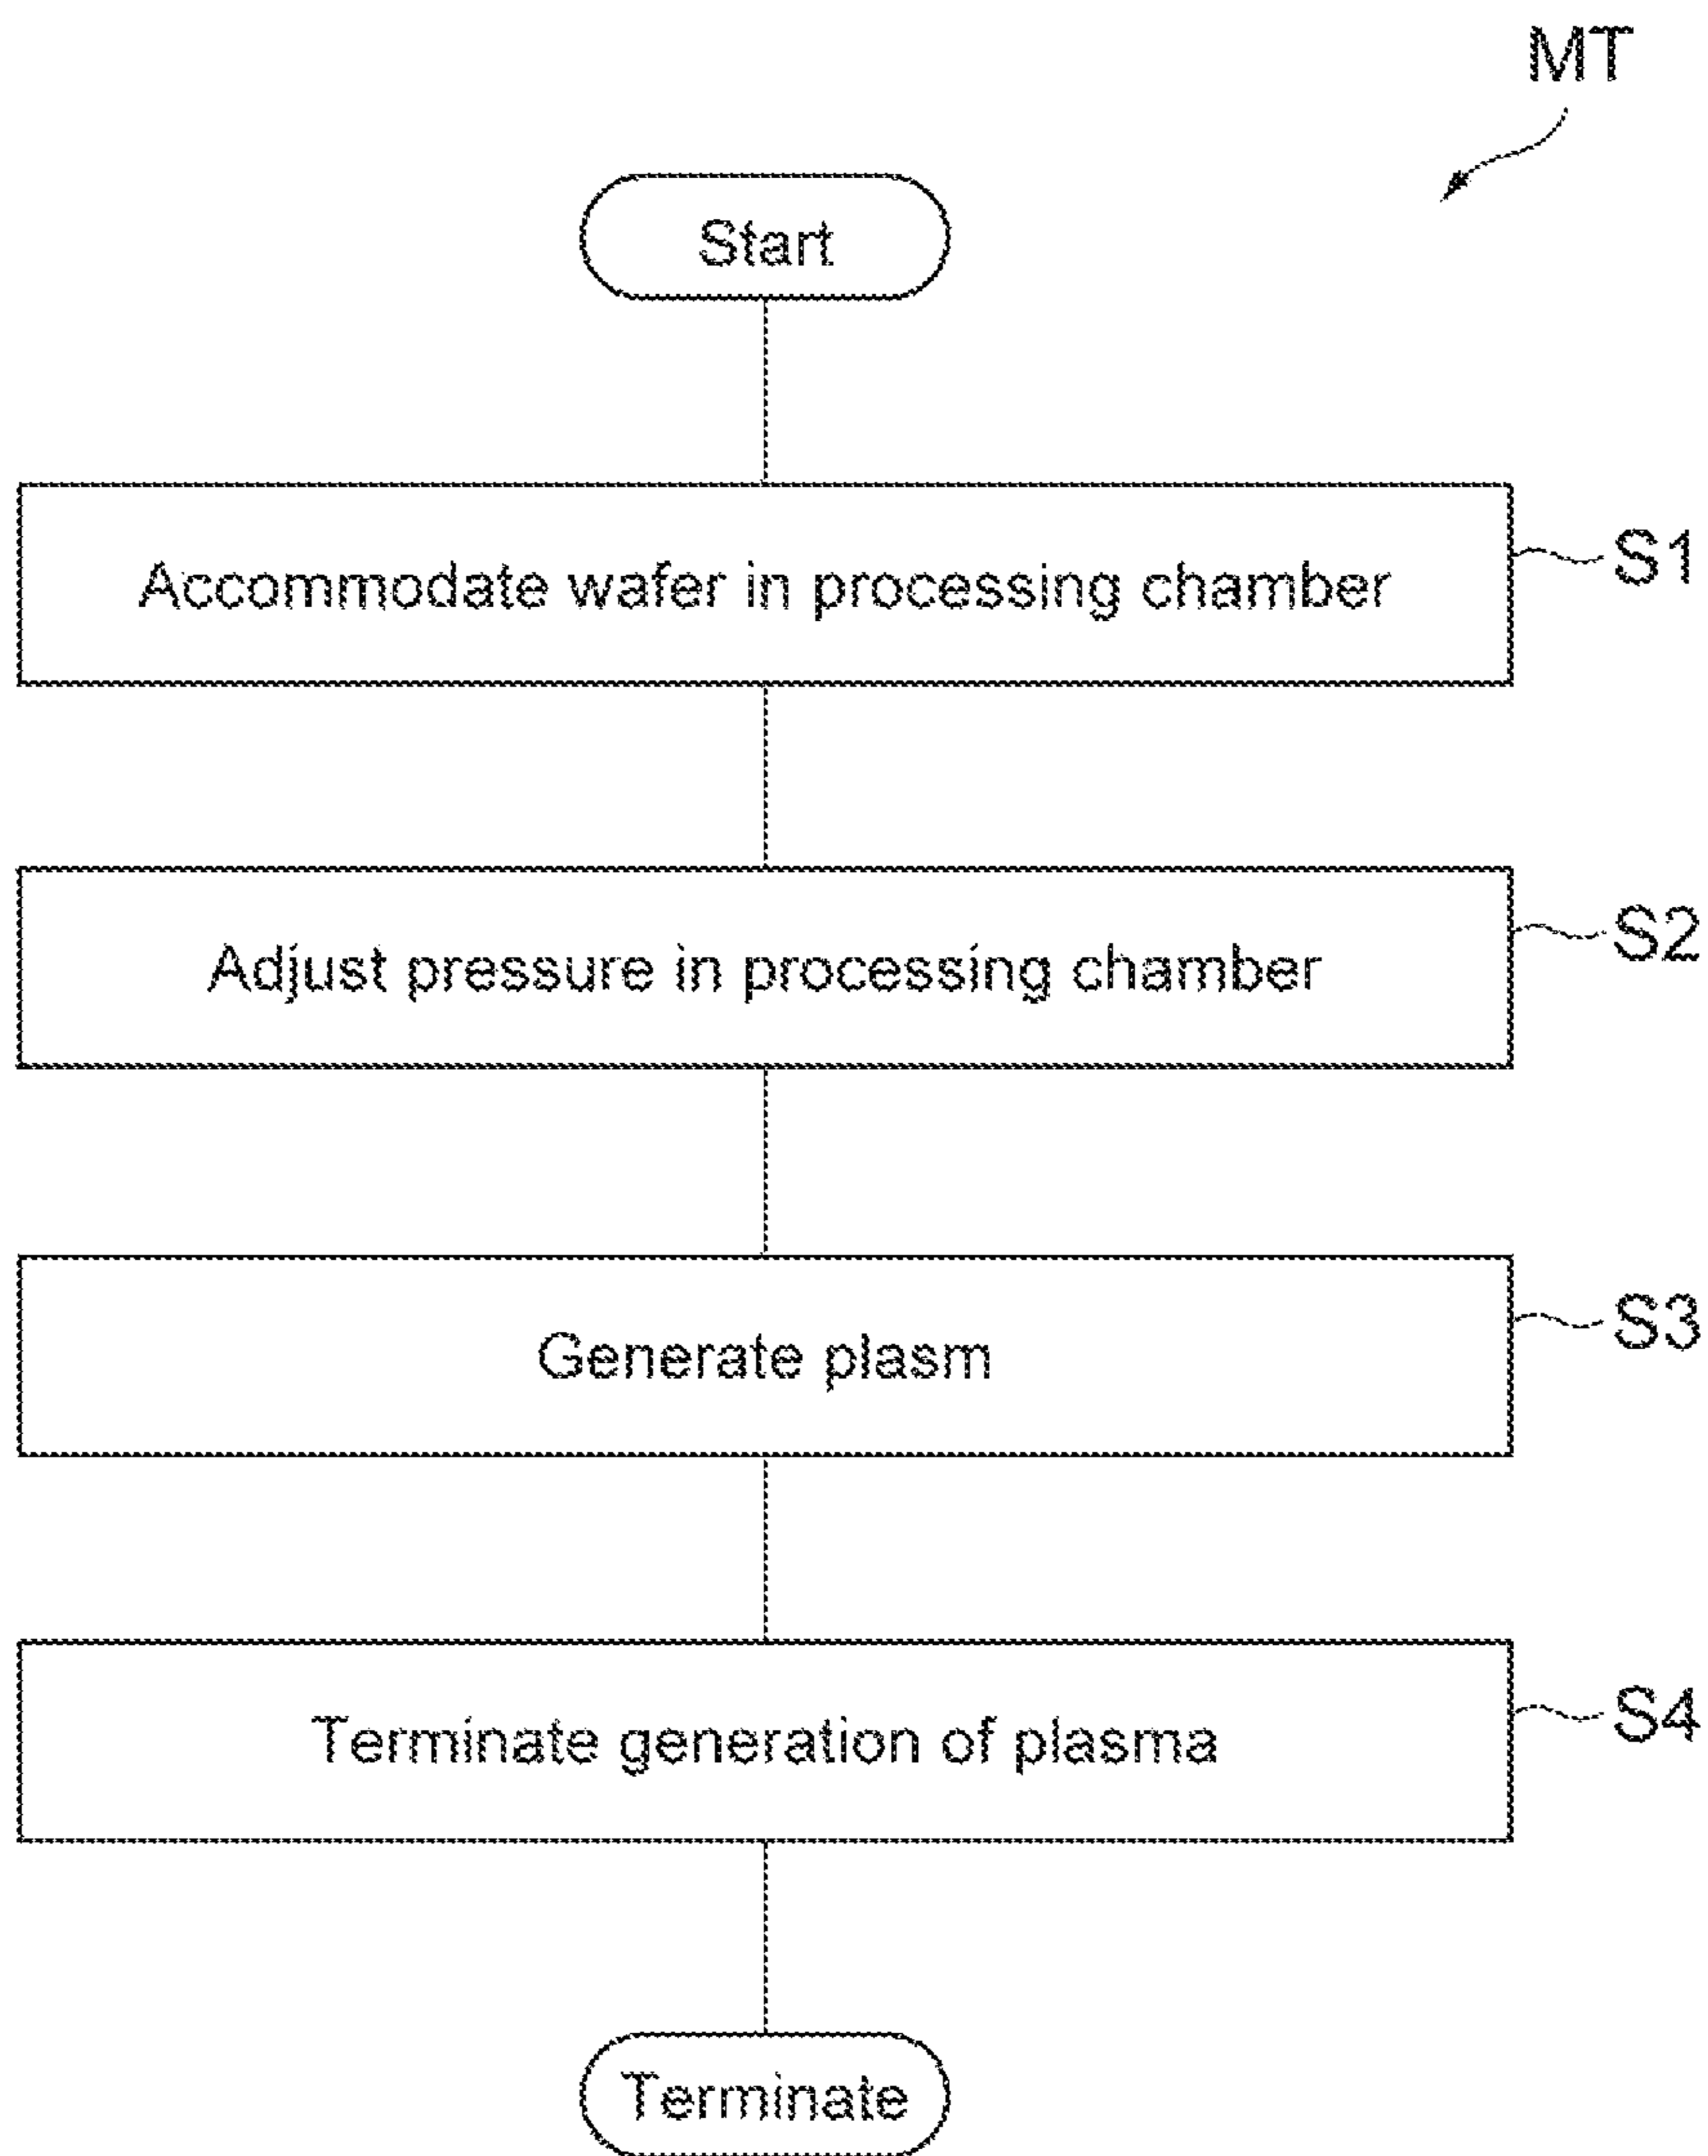 MT
Start
Accommodate wafer in processing chamber
S1
Adjust pressure in processing chamber
S2
Generate plasm
S3
Terminate generation of plasma
S4
Terminate